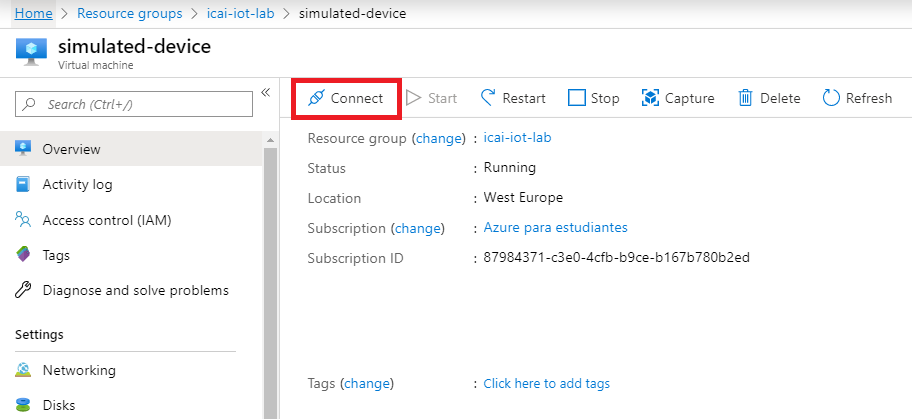 Home > Resource groups > icai-iot-lab > simulated-device
simulated-device
Virtual machine
Search (Ctrl+/)
«
Overview
Activity log
Access control (IAM)
Tags
Diagnose and solve problems
Settings
Networking
Disks
Connect Start Restart Stop Capture Delete Refresh
Resource group (change) : icai-iot-lab
Status : Running
Location : West Europe
Subscription (change) : Azure para estudiantes
Subscription ID : 87984371-c3e0-4cfb-b9ce-b167b780b2ed
Tags (change) : Click here to add tags